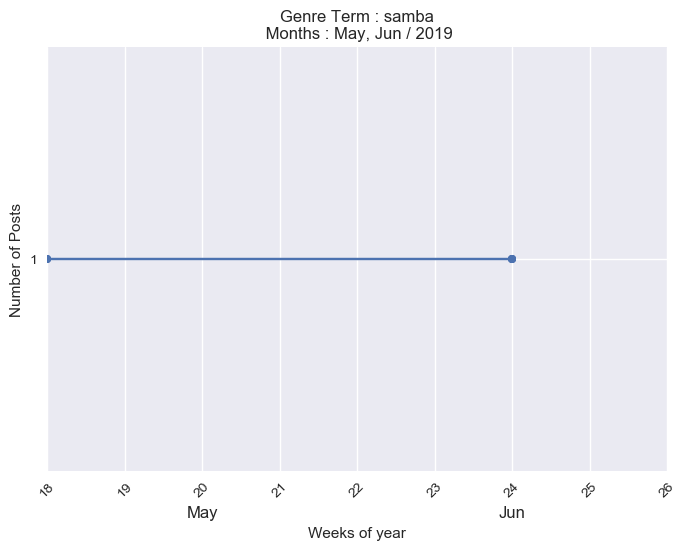 Genre Term : samba
Months : May, Jun / 2019
Number of Posts
1
18 19 20 21 22 23 24 25 26
May Jun
Weeks of year